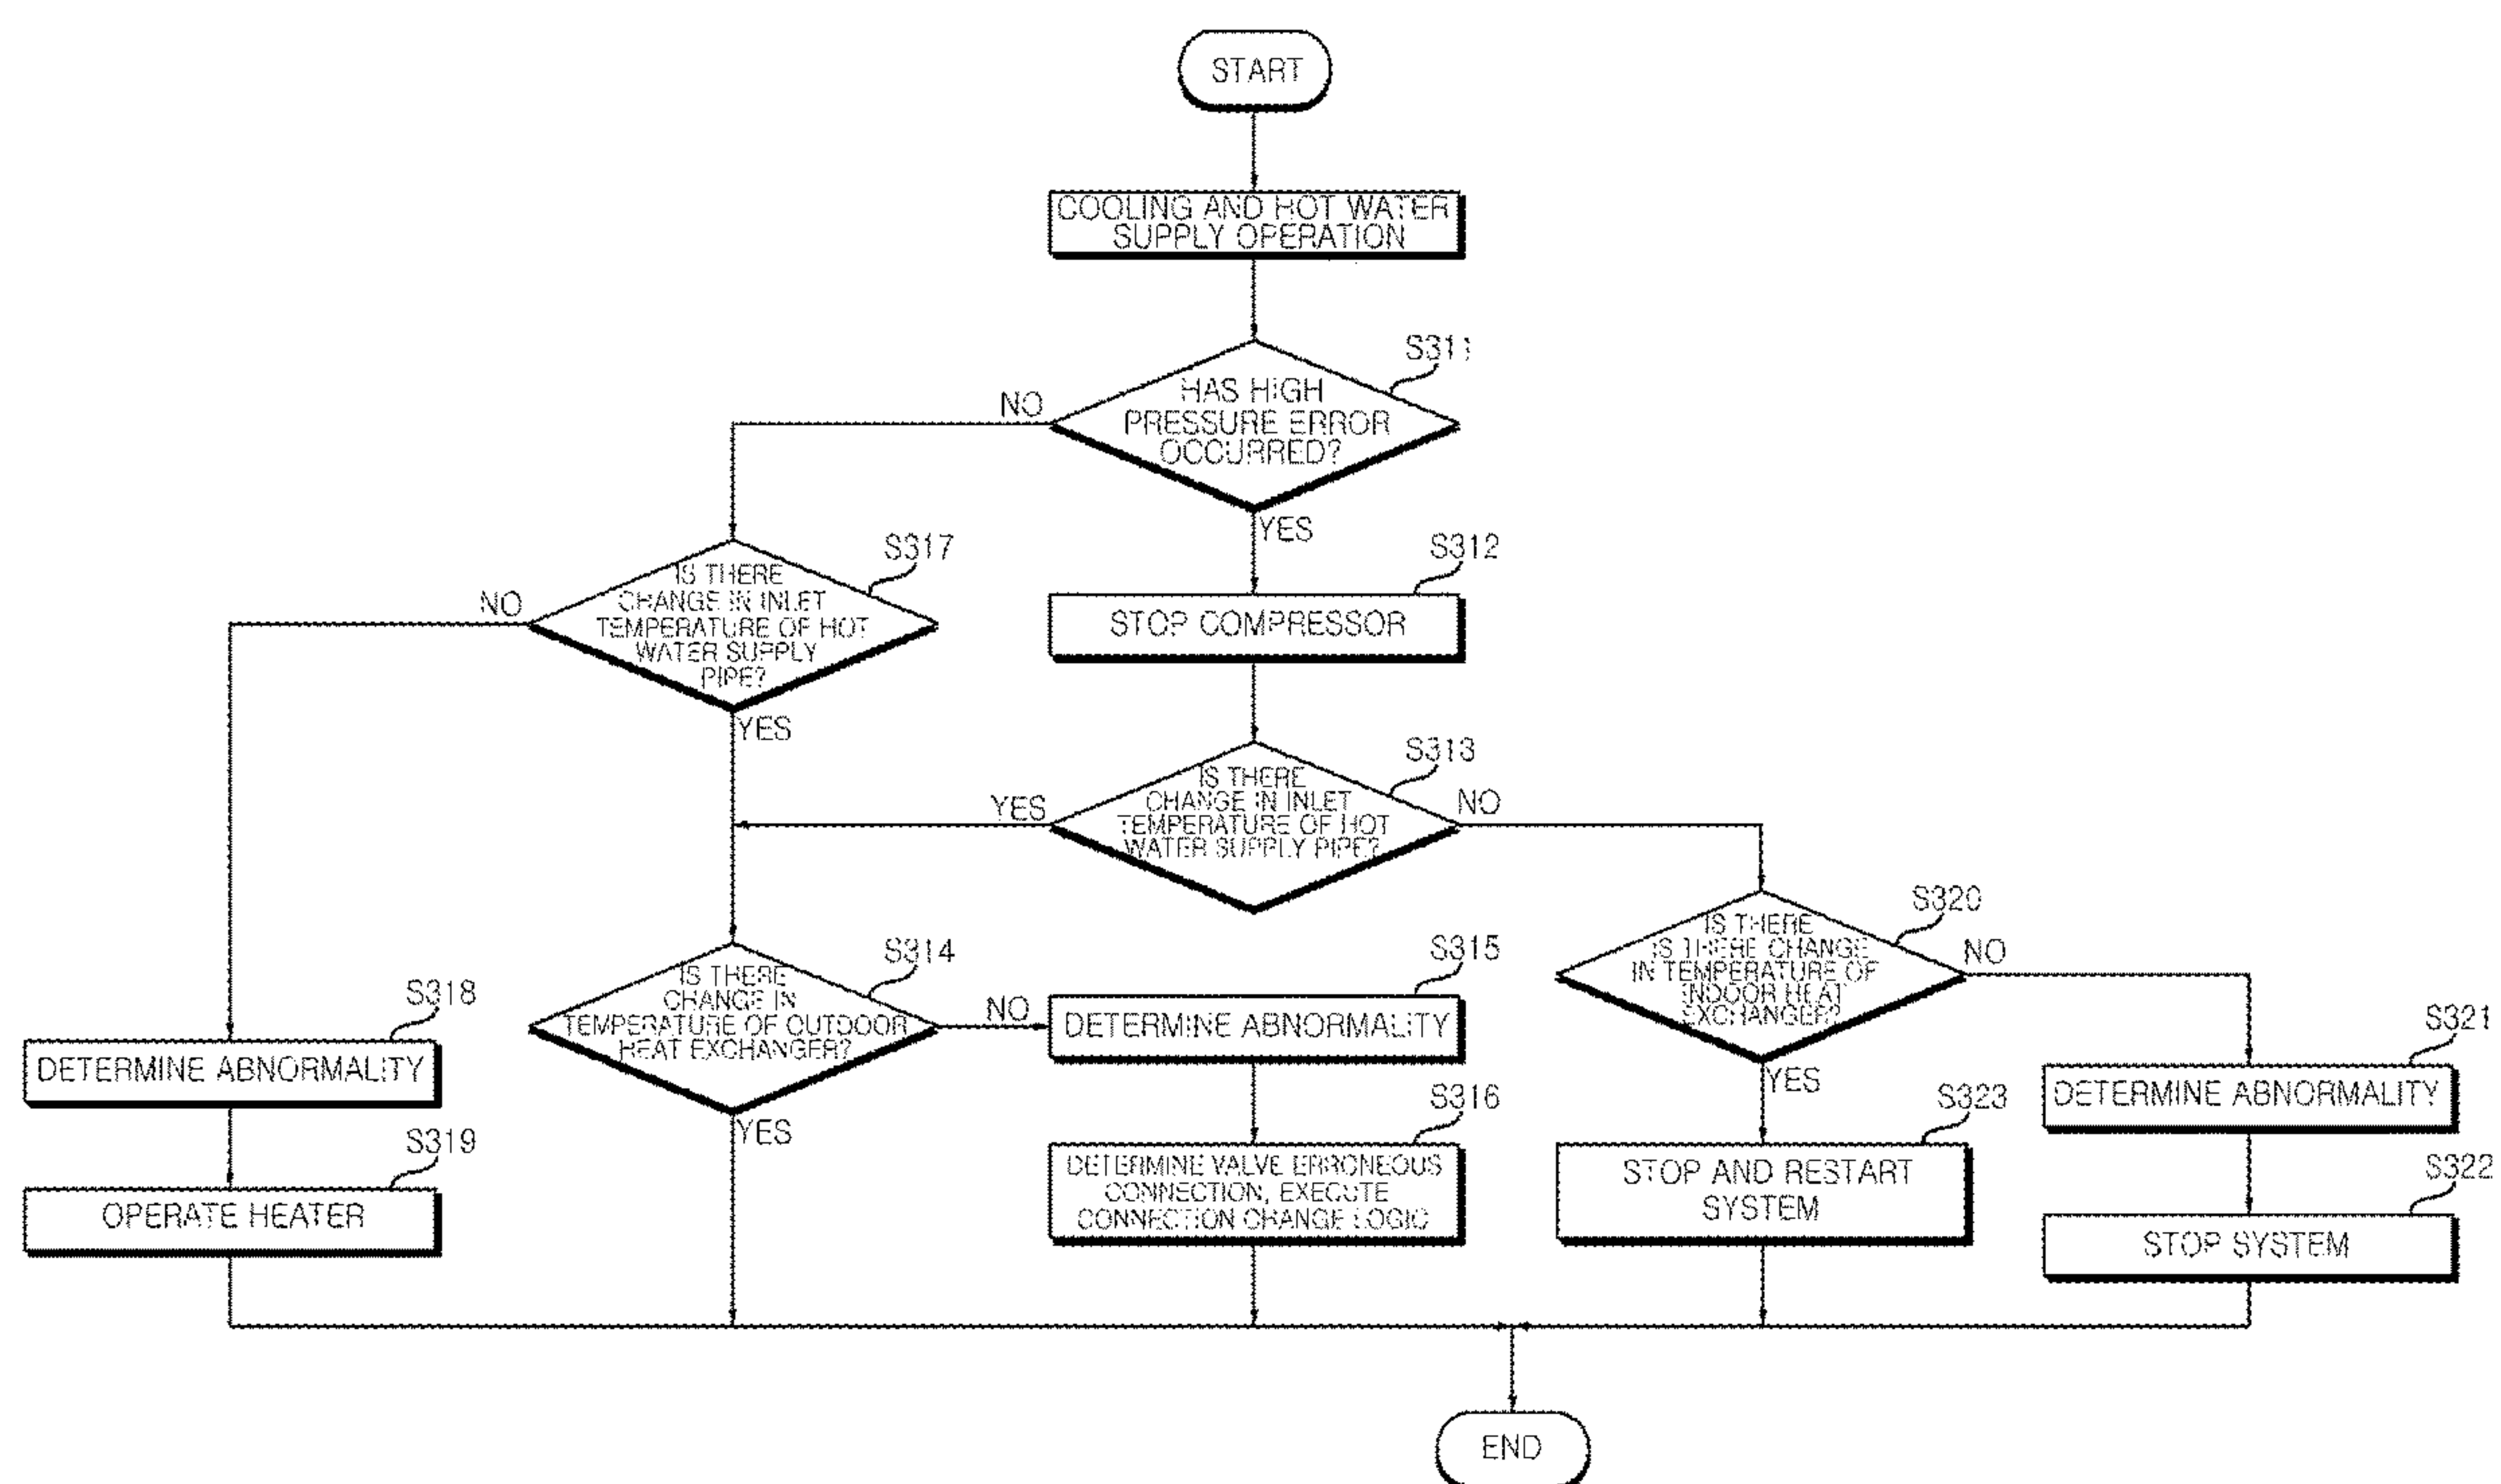 START
COOLING AND HOT WATER
SUPPLY OPERATION
S311
HAS HIGH
PRESSURE ERROR
OCCURRED?
NO
YES
S317
IS THERE
CHANGE IN INLET
TEMPERATURE OF HOT
WATER SUPPLY
PIPE?
NO
YES
S312
STOP COMPRESSOR
S313
IS THERE
CHANGE IN INLET
TEMPERATURE OF HOT
WATER SUPPLY PIPE?
YES
NO
S314
IS THERE
CHANGE IN
TEMPERATURE OF OUTDOOR
HEAT EXCHANGER?
NO
YES
S315
DETERMINE ABNORMALITY
S316
DETERMINE VALVE ERRONEOUS
CONNECTION, EXECUTE
CONNECTION CHANGE LOGIC
S318
DETERMINE ABNORMALITY
S319
OPERATE HEATER
S320
IS THERE
IS THERE CHANGE
IN TEMPERATURE OF
INDOOR HEAT
EXCHANGER?
NO
YES
S323
STOP AND RESTART
SYSTEM
S321
DETERMINE ABNORMALITY
S322
STOP SYSTEM
END